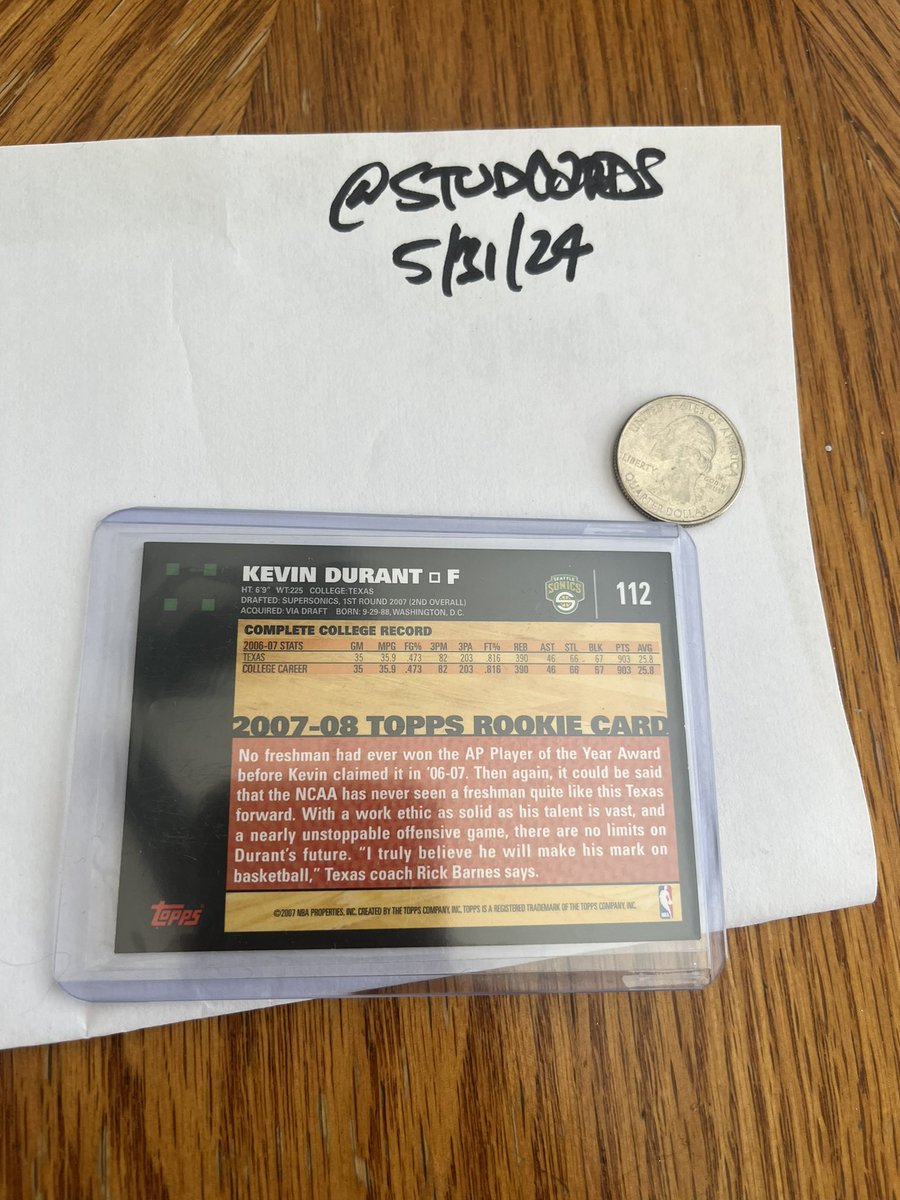 @STUDCARDS
5/31/24
UNITED STATES OF AMERICA
LIBERTY
QUARTER DOLLAR
KEVIN DURANT □ F
HT: 6'9" WT:225 COLLEGE:TEXAS
DRAFTED: SUPERSONICS, 1ST ROUND 2007 (2ND OVERALL)
ACQUIRED: VIA DRAFT BORN: 9-29-88, WASHINGTON, D.C.
SEATTLE
SONICS
112
COMPLETE COLLEGE RECORD
2006-07 STATS GM MPG FG% 3PM 3PA FT% REB AST STL BLK PTS AVG
TEXAS 35 35.9 .473 82 203 .816 390 46 66 67 903 25.8
COLLEGE CAREER 35 35.9 .473 82 203 .816 390 46 66 67 903 25.8
2007-08 TOPPS ROOKIE CARD
No freshman had ever won the AP Player of the Year Award
before Kevin claimed it in '06-07. Then again, it could be said
that the NCAA has never seen a freshman quite like this Texas
forward. With a work ethic as solid as his talent is vast, and
a nearly unstoppable offensive game, there are no limits on
Durant's future. "I truly believe he will make his mark on
basketball," Texas coach Rick Barnes says.
Topps
©2007 NBA PROPERTIES, INC. CREATED BY THE TOPPS COMPANY, INC. TOPPS IS A REGISTERED TRADEMARK OF THE TOPPS COMPANY, INC.